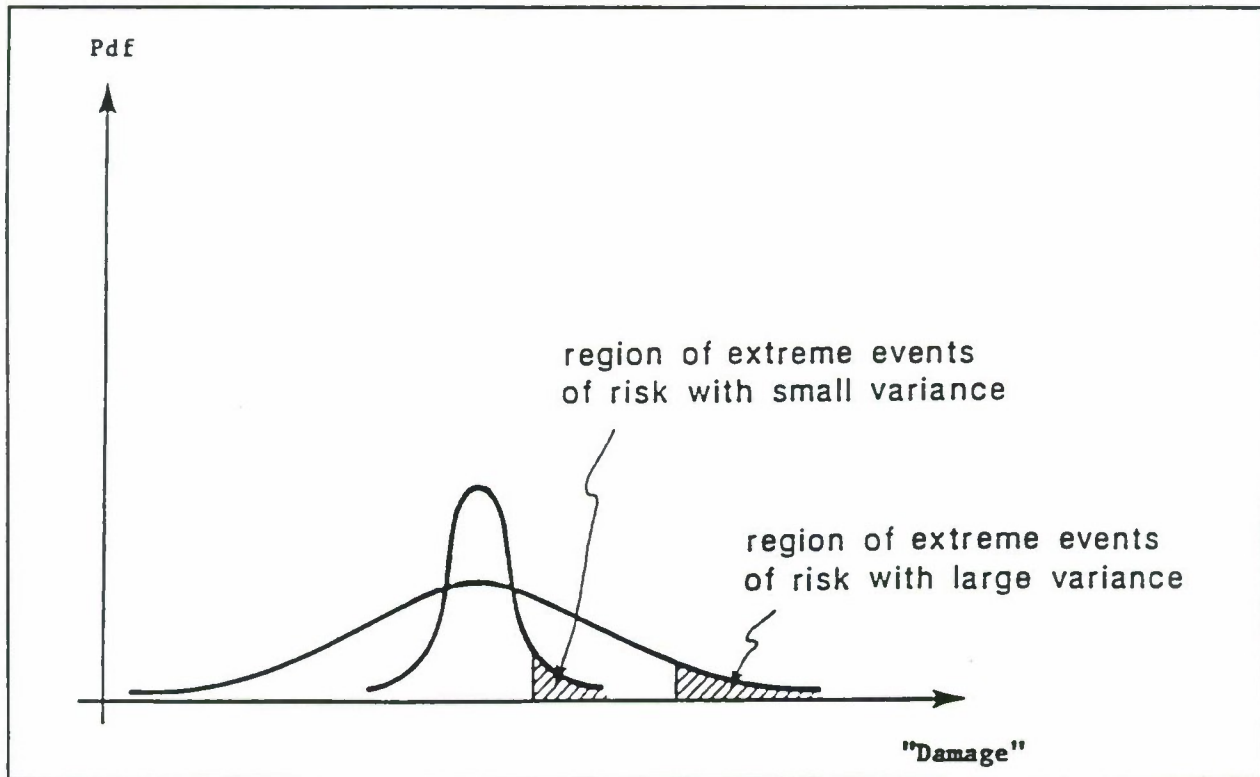 Pdf
region of extreme events
of risk with small variance
region of extreme events
of risk with large variance
"Damage"